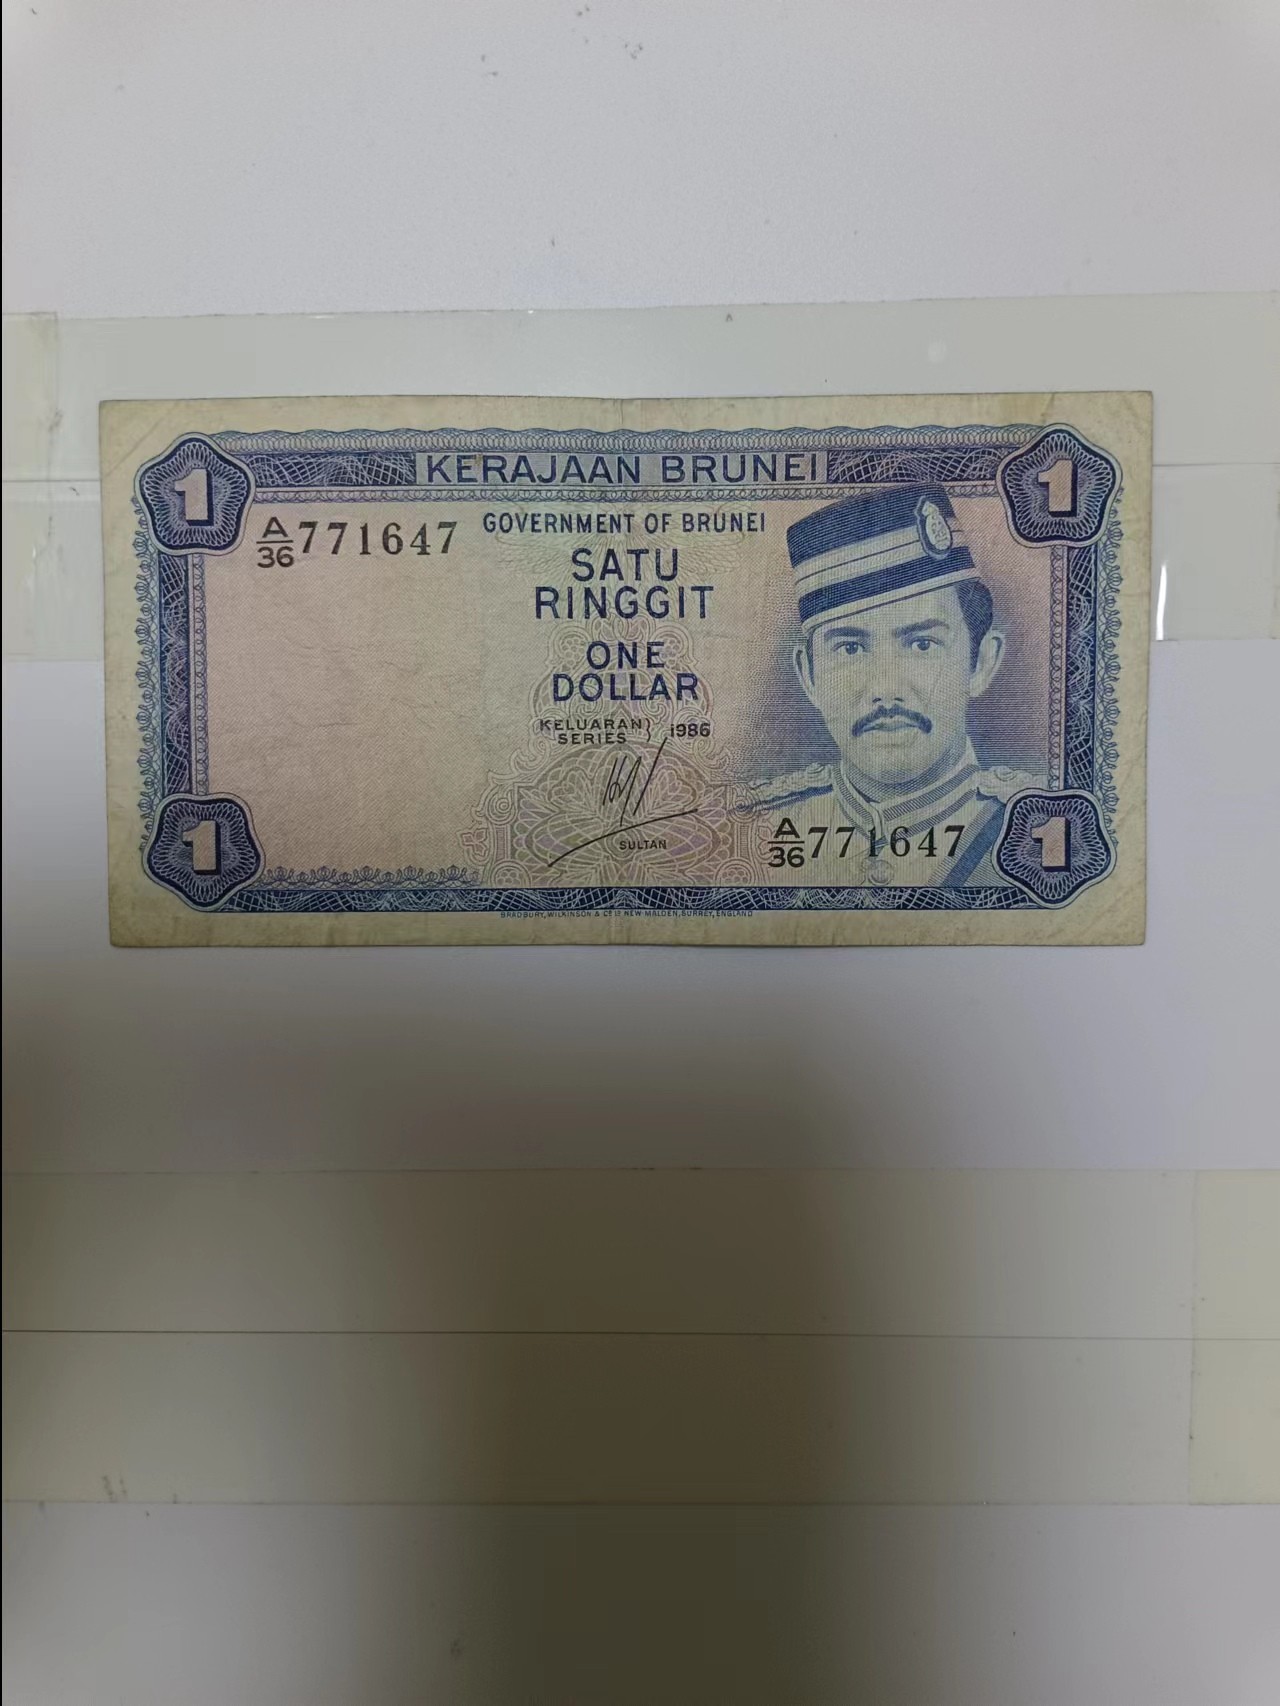 1 KERAJAAN BRUNEI 1
A/36 771647
GOVERNMENT OF BRUNEI
SATU
RINGGIT
ONE
DOLLAR
KELUARAN
SERIES } 1986
SULTAN
A/36 771647
1 1
BRADBURY, WILKINSON & Co. Ld. NEW MALDEN, SURREY, ENGLAND